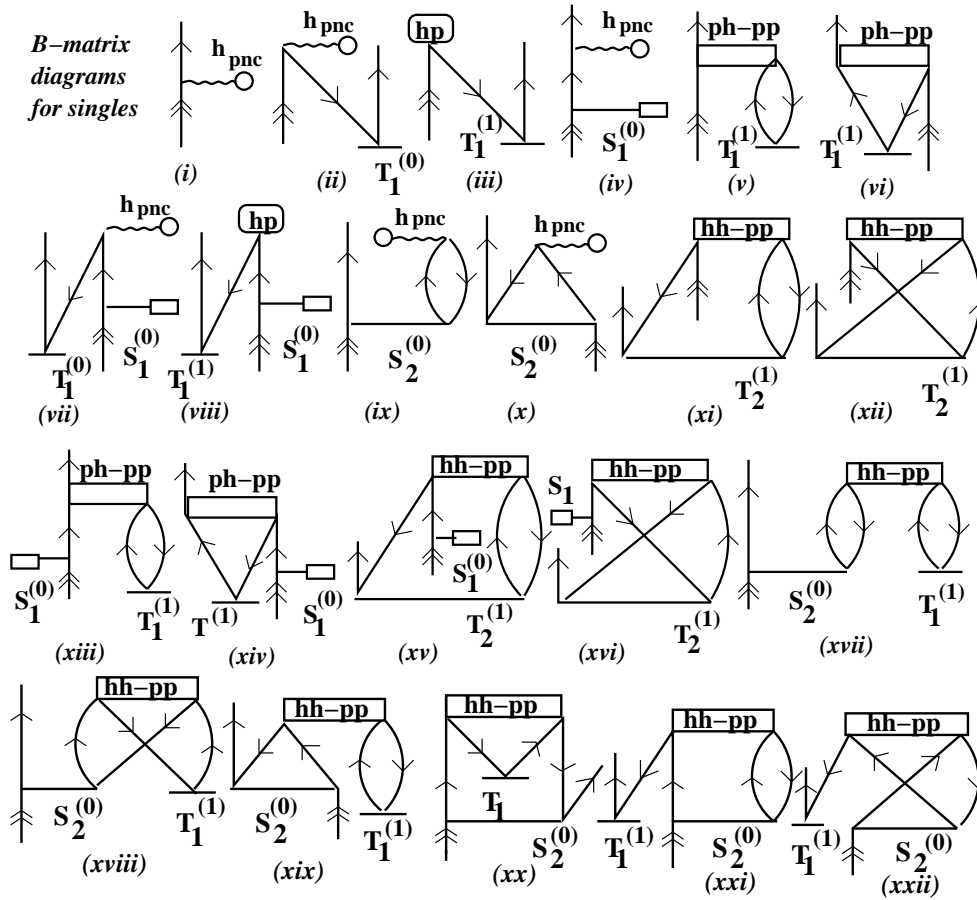 B−matrix
diagrams
for singles
h pnc
(i)
h pnc
T1(0)
(ii)
hp
T1(1)
(iii)
h pnc
S1(0)
(iv)
ph−pp
T1(1)
(v)
ph−pp
T1(1)
(vi)
h pnc
T1(0)
S1(0)
(vii)
hp
T1(1)
S1(0)
(viii)
h pnc
S2(0)
(ix)
h pnc
S2(0)
(x)
hh−pp
T2(1)
(xi)
hh−pp
T2(1)
(xii)
ph−pp
S1(0)
T1(1)
(xiii)
ph−pp
T(1)
S1(0)
(xiv)
hh−pp
S1(0)
T2(1)
(xv)
S1
hh−pp
T2(1)
(xvi)
hh−pp
S2(0)
T1(1)
(xvii)
hh−pp
S2(0)
T1(1)
(xviii)
hh−pp
S2(0)
T1(1)
(xix)
hh−pp
T1
S2(0)
(xx)
hh−pp
T1(1)
S2(0)
(xxi)
hh−pp
T1(1)
S2(0)
(xxii)